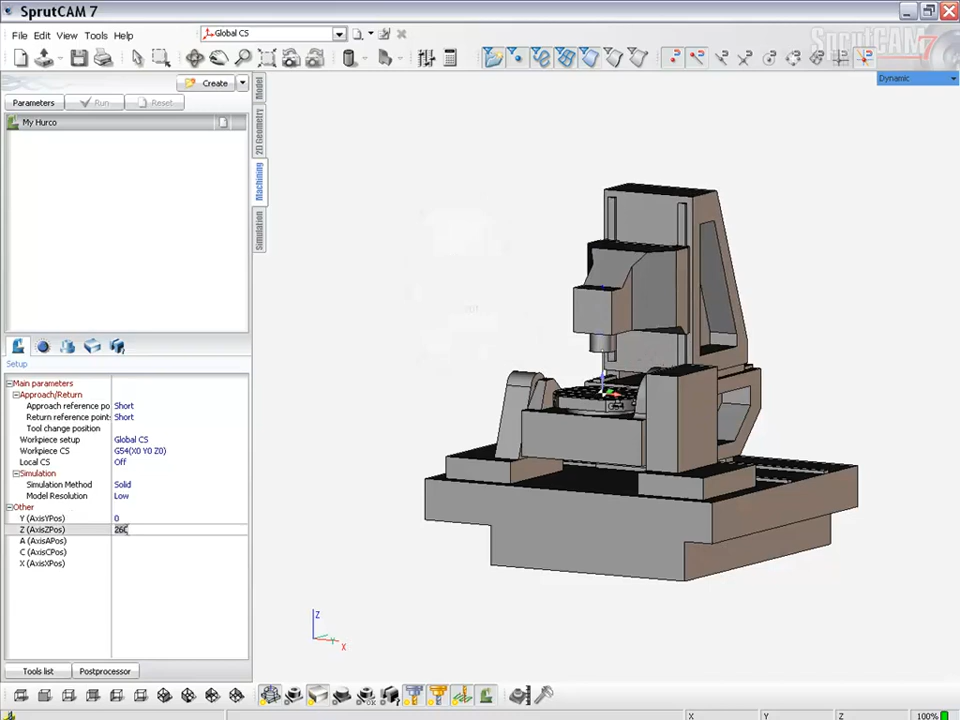 SprutCAM 7
File Edit View Tools Help
Global CS
SprutCAM 7
Dynamic
Create
Parameters Run Reset
My Hurco
Model
2D Geometry
Machining
Simulation
Setup
Main parameters
Approach/Return
Approach reference po Short
Return reference point: Short
Tool change position
Workpiece setup Global CS
Workpiece CS G54(X0 Y0 Z0)
Local CS Off
Simulation
Simulation Method Solid
Model Resolution Low
Other
Y (AxisYPos) 0
Z (AxisZPos) 260
A (AxisAPos)
C (AxisCPos)
X (AxisXPos)
Z
Y
X
Tools list Postprocessor
X Y Z 100%